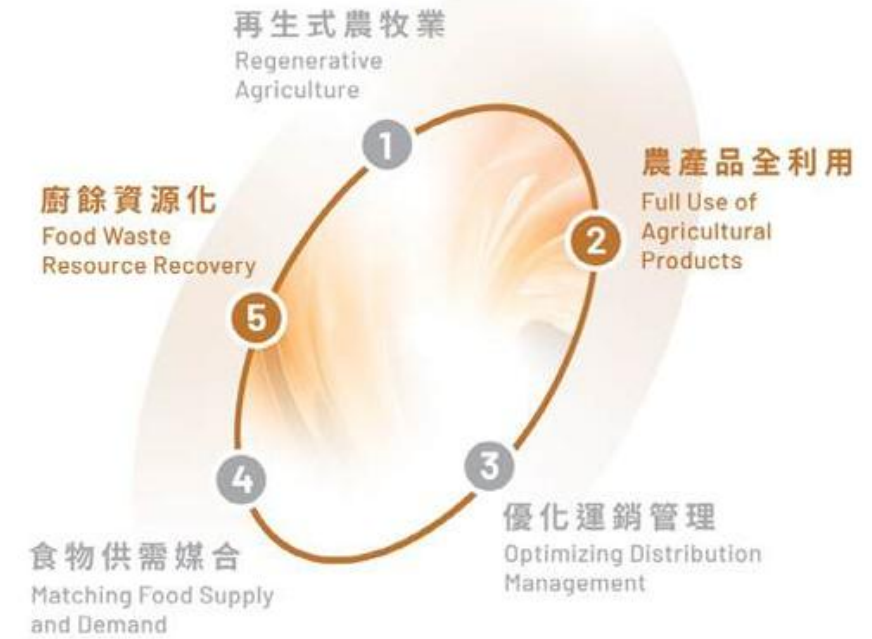 再生式農牧業
Regenerative
Agriculture
1
農產品全利用
Full Use of
Agricultural
Products
2
優化運銷管理
Optimizing Distribution
Management
3
食物供需媒合
Matching Food Supply
and Demand
4
廚餘資源化
Food Waste
Resource Recovery
5